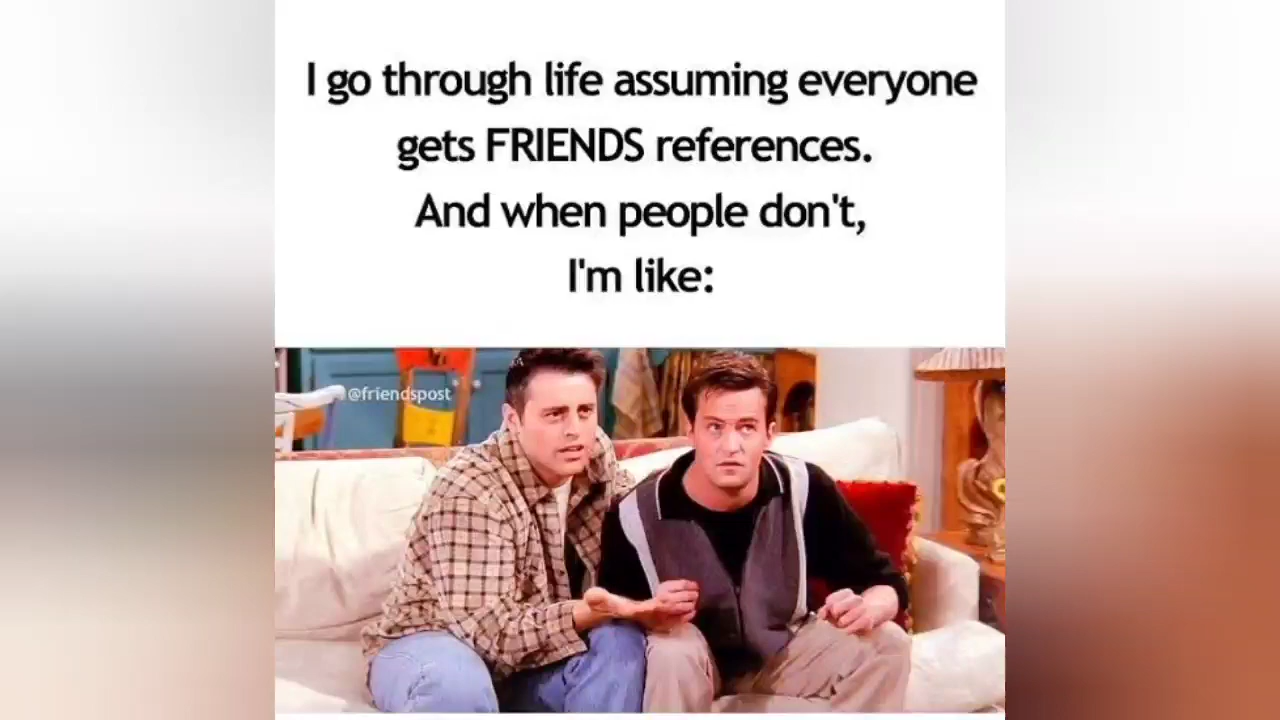 I go through life assuming everyone
gets FRIENDS references.
And when people don't,
I'm like:
@friendspost